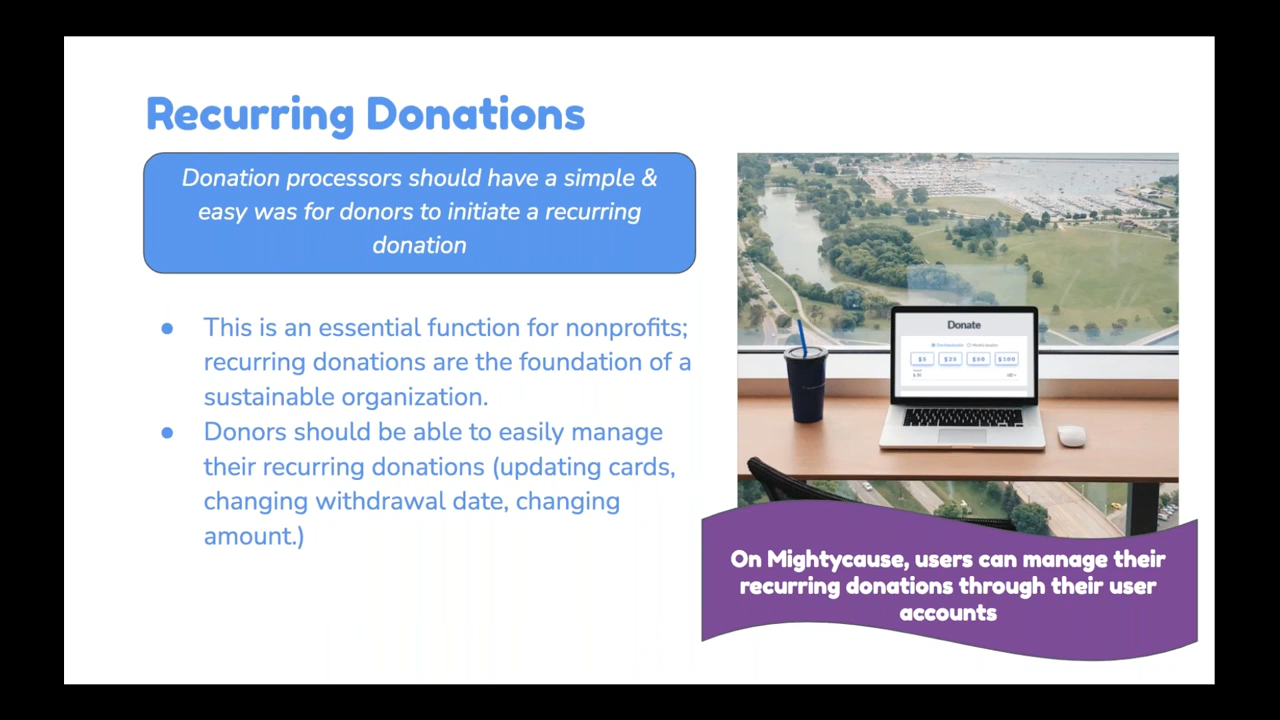 Recurring Donations
Donation processors should have a simple &
easy was for donors to initiate a recurring
donation
● This is an essential function for nonprofits;
recurring donations are the foundation of a
sustainable organization.
● Donors should be able to easily manage
their recurring donations (updating cards,
changing withdrawal date, changing
amount.)
Donate
$5 $25 $50 $100
On Mightycause, users can manage their
recurring donations through their user
accounts